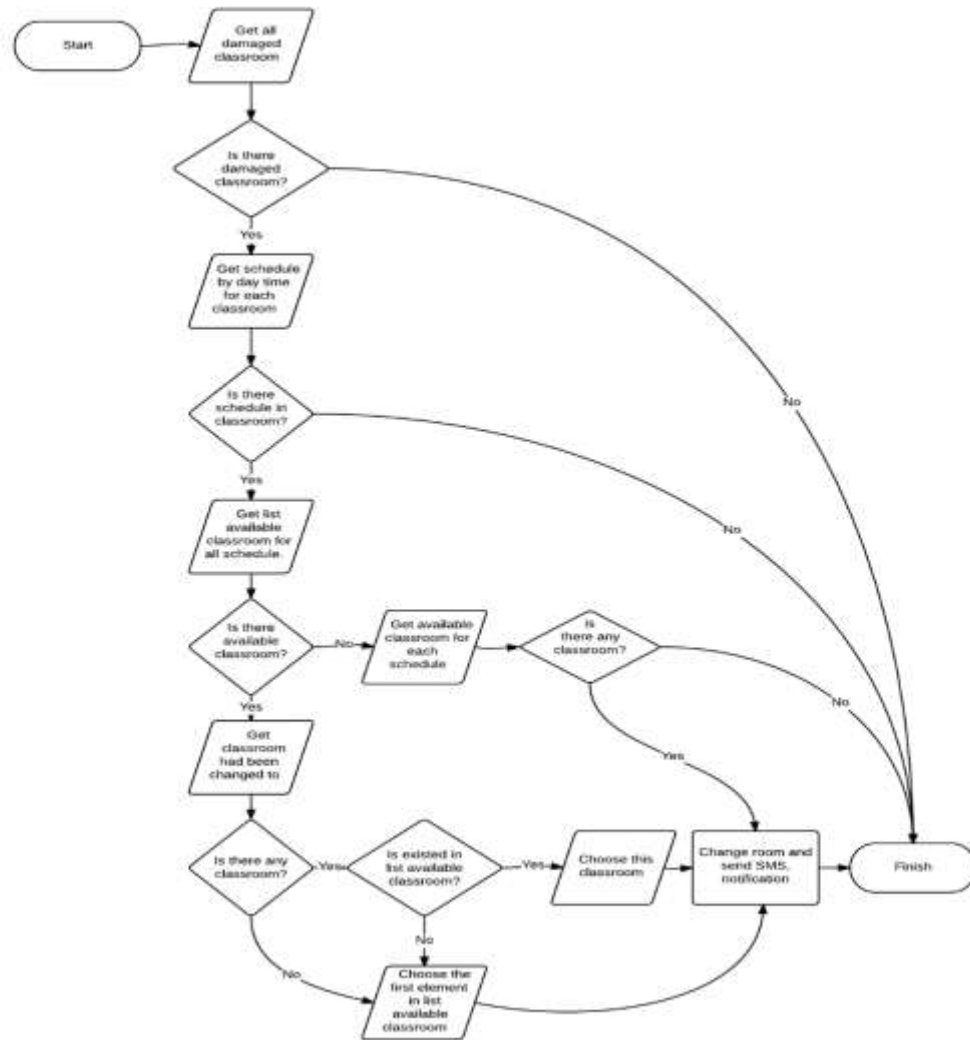 Start
Get all
damaged
classroom
Is there
damaged
classroom?
Yes
No
Get schedule
by day time
for each
classroom
Is there
schedule in
classroom?
Yes
No
Get list
available
classroom for
all schedule.
Is there
available
classroom?
No
Get available
classroom for
each
schedule
Is
there any
classroom?
No
Yes
Yes
Get
classroom
had been
changed to
Is there any
classroom?
Yes
Is existed in
list available
classroom?
Yes
Choose this
classroom
Change room and
send SMS,
notification
Finish
No
No
Choose the
first element
in list
available
classroom